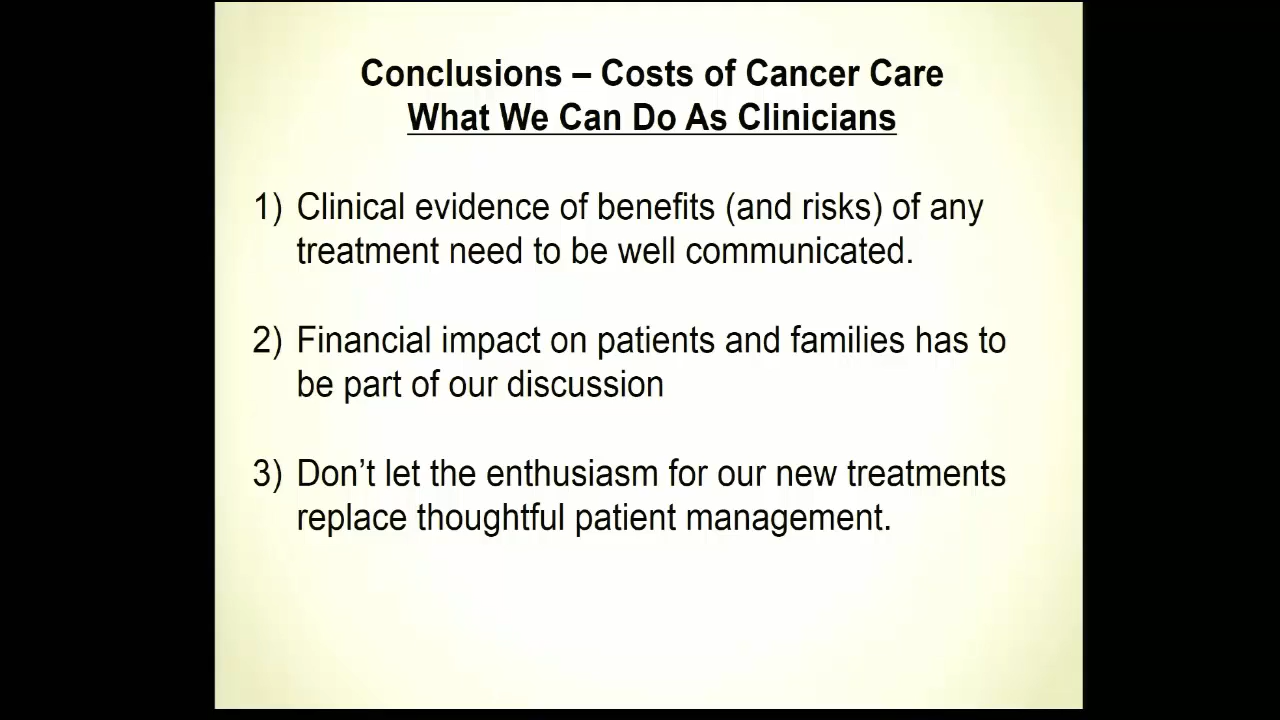 Conclusions – Costs of Cancer Care
What We Can Do As Clinicians
1) Clinical evidence of benefits (and risks) of any
treatment need to be well communicated.
2) Financial impact on patients and families has to
be part of our discussion
3) Don’t let the enthusiasm for our new treatments
replace thoughtful patient management.